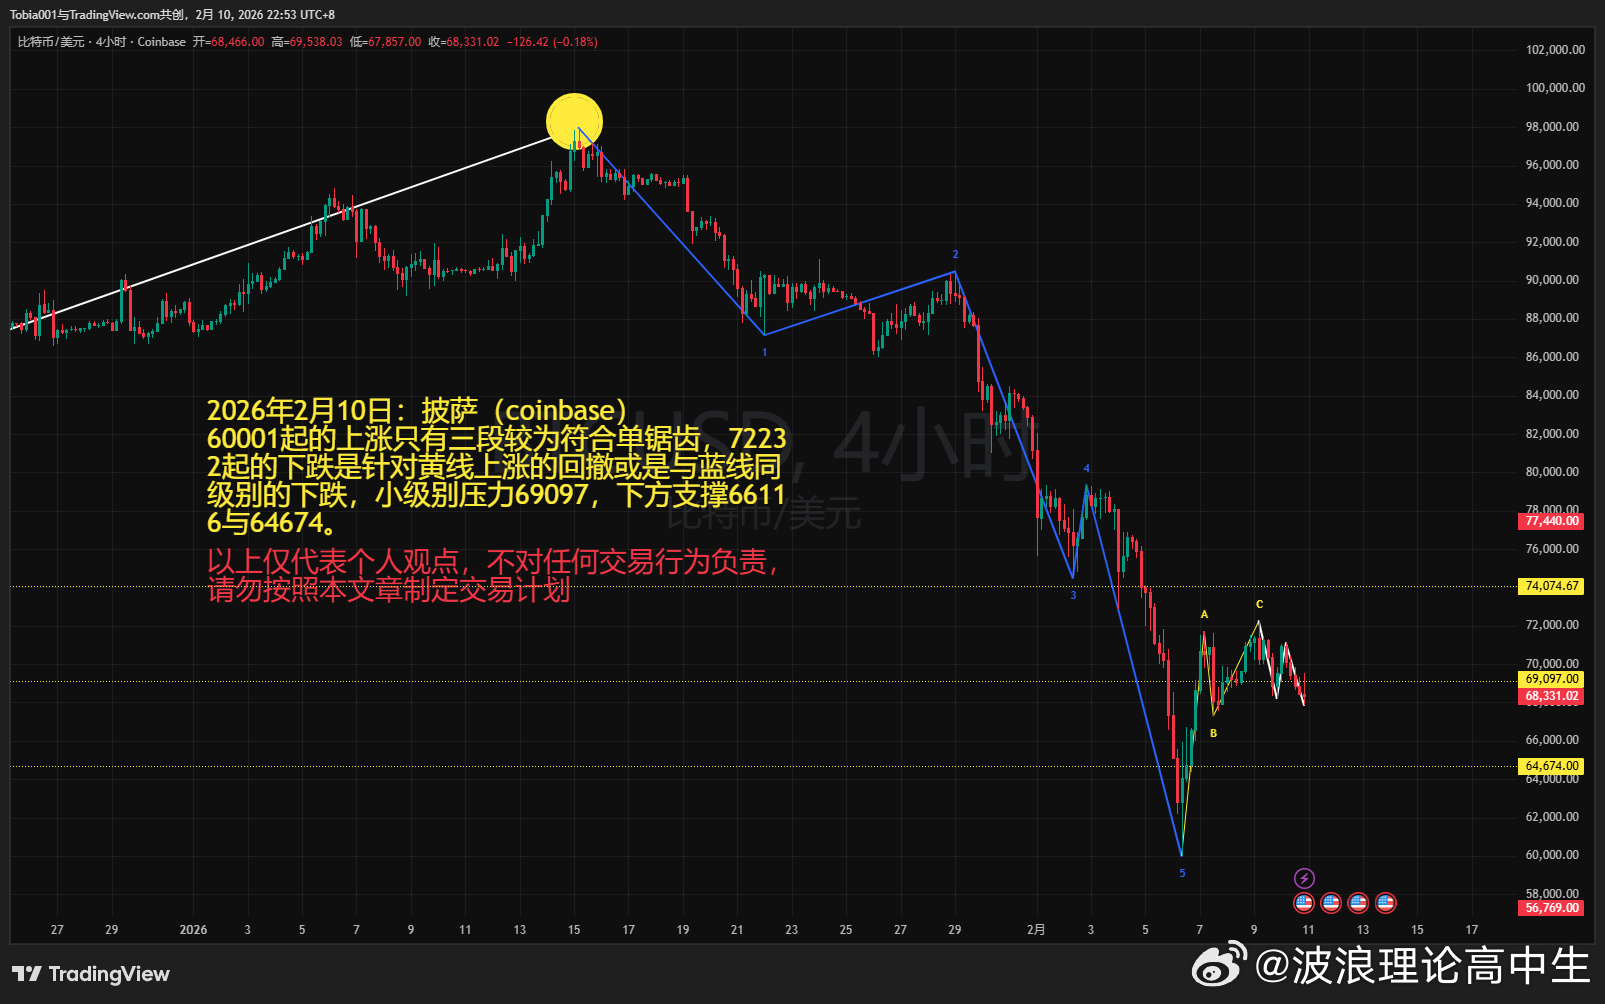 Tobia001与TradingView.com共创，2月 10, 2026 22:53 UTC+8
比特币/美元 · 4小时 · Coinbase 开=68,466.00 高=69,538.03 低=67,857.00 收=68,331.02 −126.42 (−0.18%)
102,000.00
100,000.00
98,000.00
96,000.00
94,000.00
92,000.00
90,000.00
88,000.00
86,000.00
84,000.00
82,000.00
80,000.00
78,000.00
77,440.00
76,000.00
74,074.67
72,000.00
70,000.00
69,097.00
68,331.02
66,000.00
64,674.00
64,000.00
62,000.00
60,000.00
58,000.00
56,769.00
2
1
4
3
5
A
C
B
2026年2月10日：披萨（coinbase）
60001起的上涨只有三段较为符合单锯齿，7223
2起的下跌是针对黄线上涨的回撤或是与蓝线同
级别的下跌，小级别压力69097，下方支撑6611
6与64674。
以上仅代表个人观点，不对任何交易行为负责，
请勿按照本文章制定交易计划
USD, 4小时
比特币/美元
27 29 2026 3 5 7 9 11 13 15 17 19 21 23 25 27 29 2月 3 5 7 9 11 13 15 17
TradingView
@波浪理论高中生